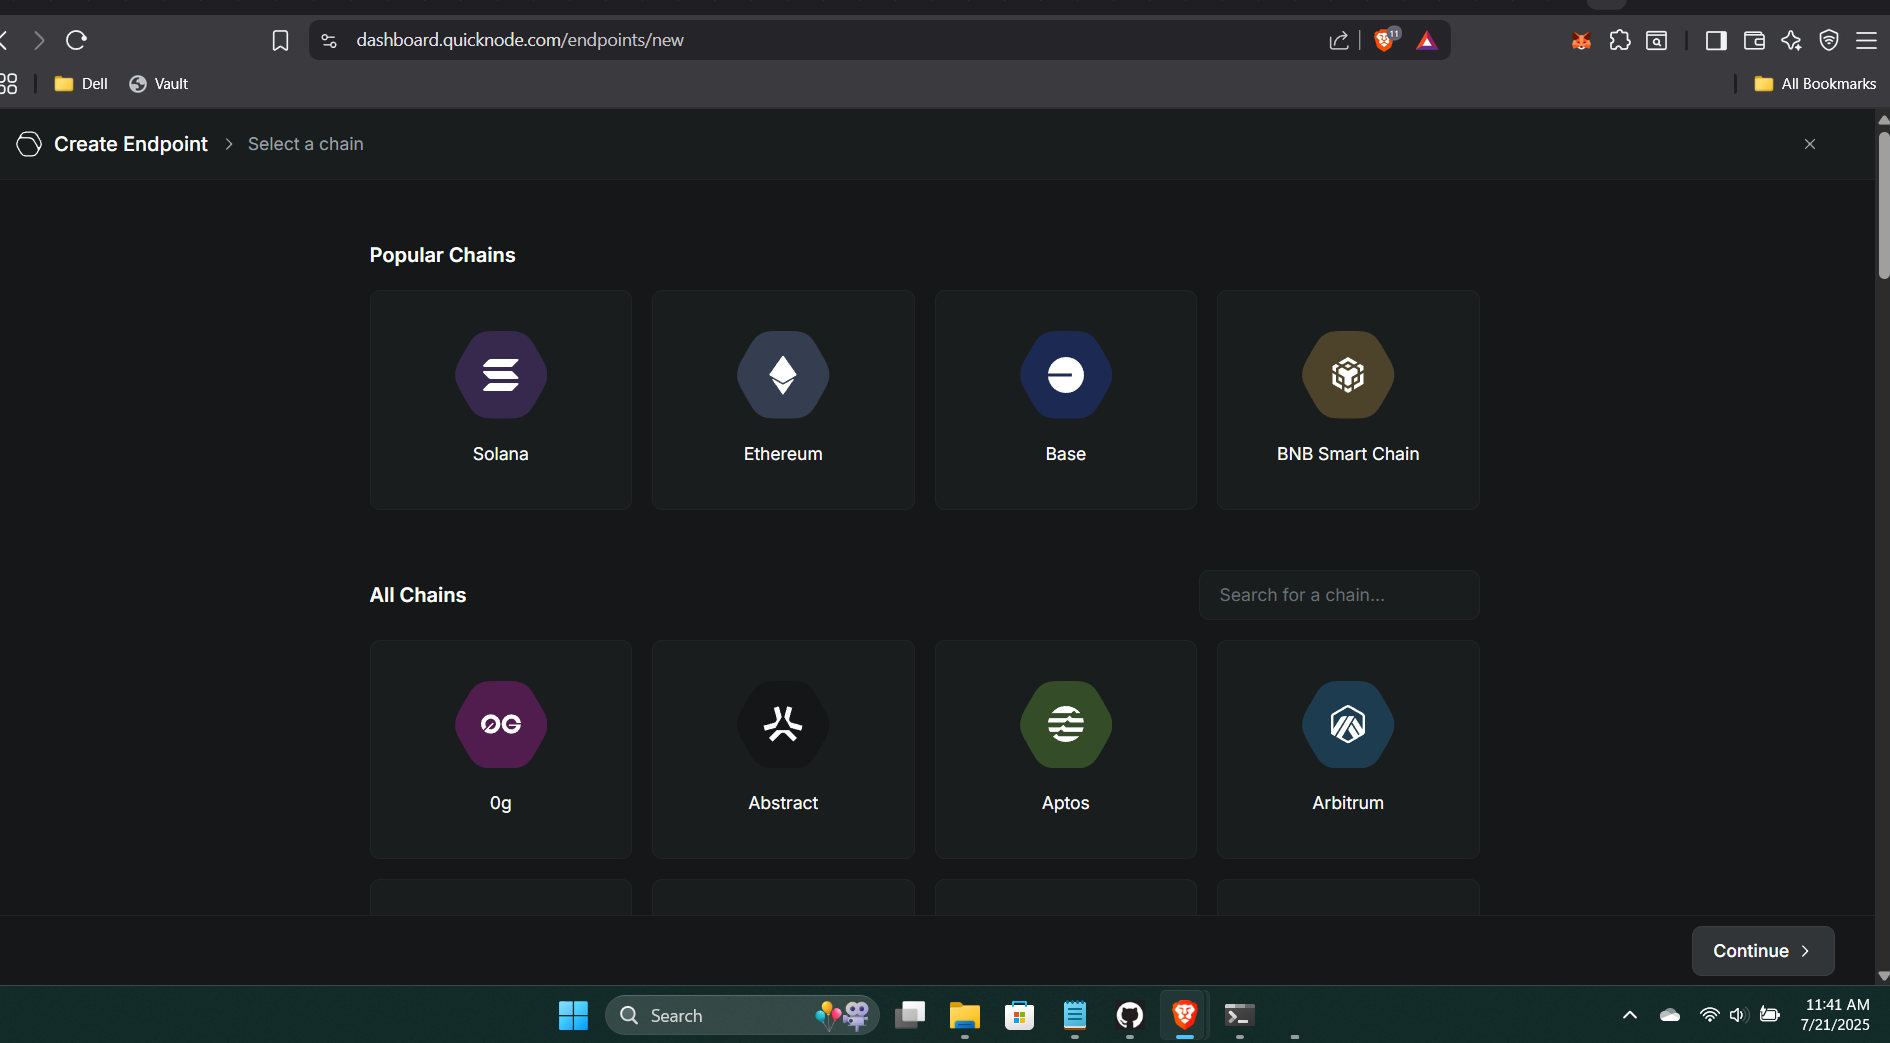 dashboard.quicknode.com/endpoints/new
11
Dell
Vault
All Bookmarks
Create Endpoint > Select a chain
Popular Chains
Solana
Ethereum
Base
BNB Smart Chain
All Chains
Search for a chain...
0G
0g
Abstract
Aptos
Arbitrum
Continue >
Search
11:41 AM
7/21/2025